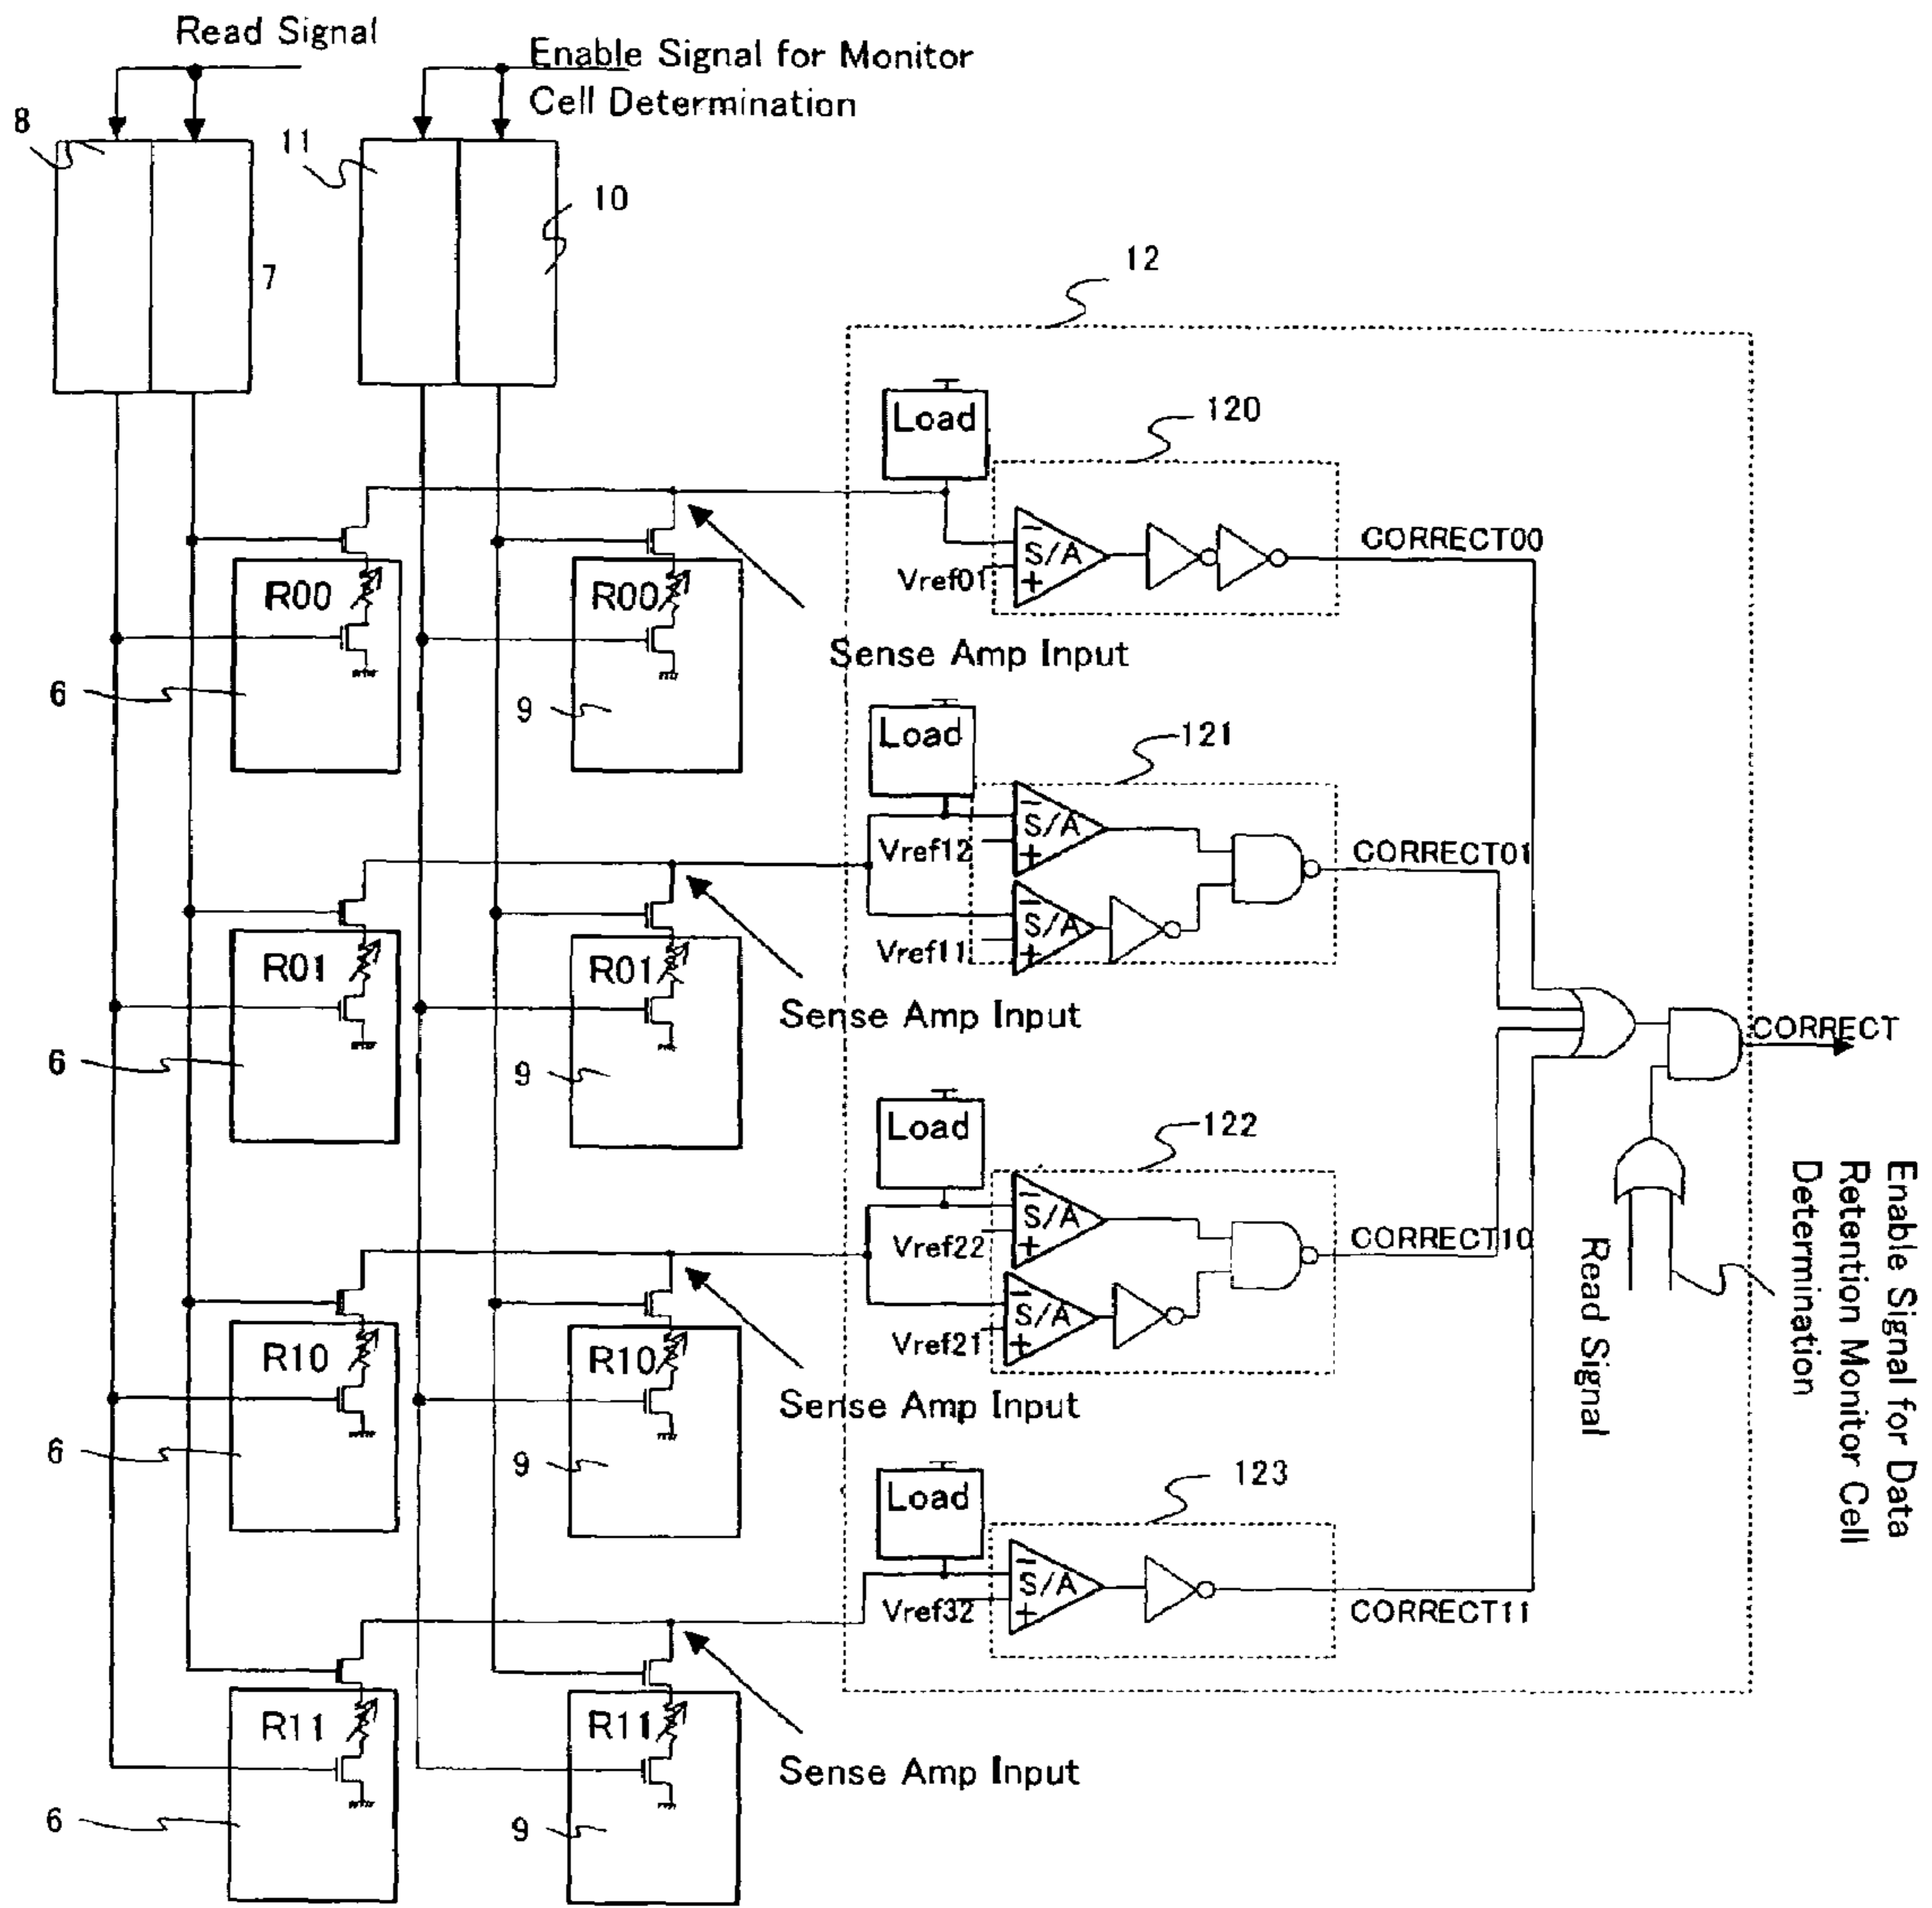 Read Signal
Enable Signal for Monitor
Cell Determination
8
11
10
7
12
Load
120
S/A
−
+
Vref01
CORRECT00
R00
R00
Sense Amp Input
6
9
Load
121
−
S/A
+
Vref12
CORRECT01
−
S/A
+
Vref11
R01
R01
Sense Amp Input
6
9
CORRECT
Load
122
−
S/A
+
Vref22
CORRECT10
−
S/A
+
Vref21
R10
R10
Sense Amp Input
6
9
Read Signal
Enable Signal for Data
Retention Monitor Cell
Determination
Load
123
−
S/A
+
Vref32
CORRECT11
R11
R11
Sense Amp Input
6
9